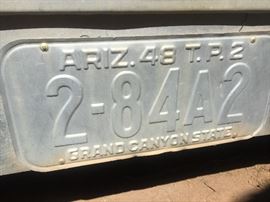 ARIZ. 48 T.P. 2
2-84A2
GRAND CANYON STATE